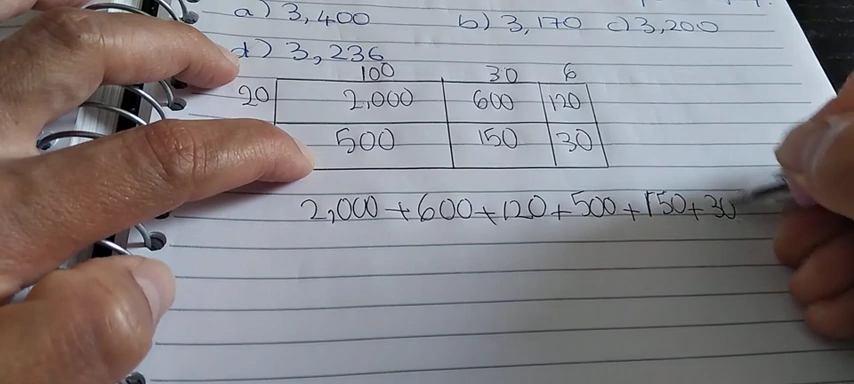 a) 3,400 b) 3,170 c) 3,200
d) 3,236
100 30 6
20 2,000 600 120
500 150 30
2,000+600+120+500+150+30